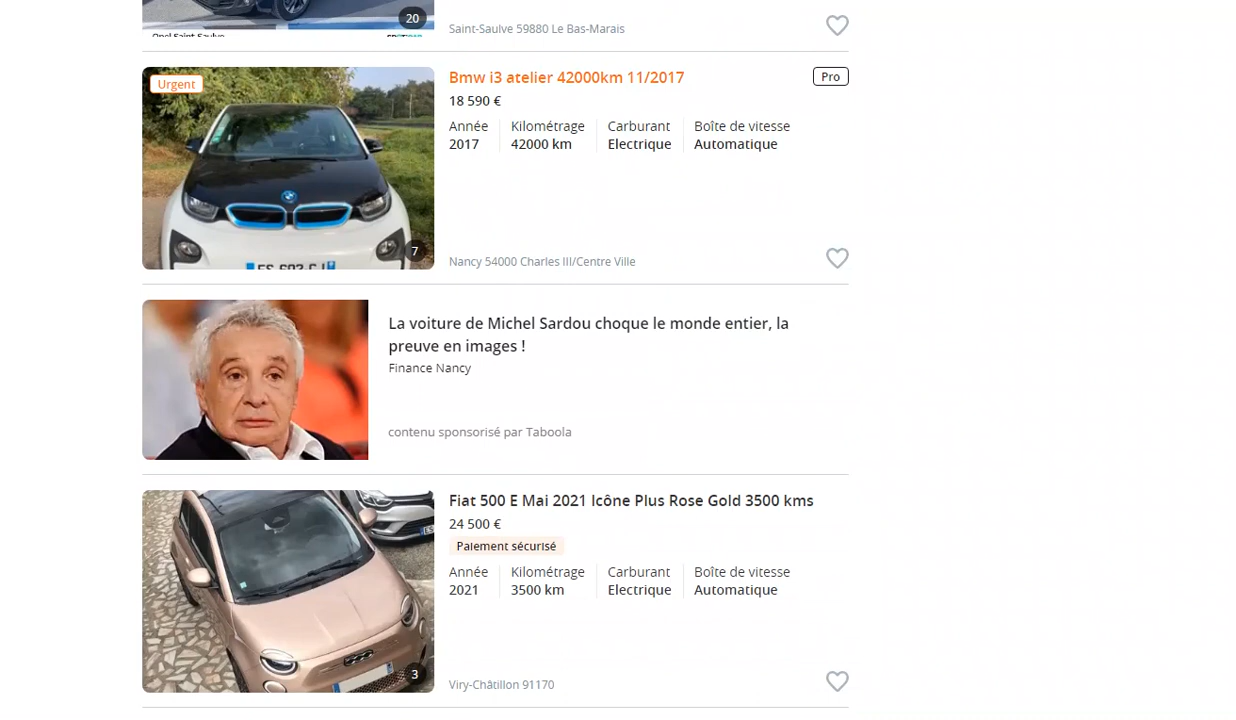 20
Opel Saint-Saulve
SPOTICAR
Saint-Saulve 59880 Le Bas-Marais
Urgent
Bmw i3 atelier 42000km 11/2017
Pro
18 590 €
Année Kilométrage Carburant Boîte de vitesse
2017 42000 km Electrique Automatique
7
Nancy 54000 Charles III/Centre Ville
La voiture de Michel Sardou choque le monde entier, la
preuve en images !
Finance Nancy
contenu sponsorisé par Taboola
Fiat 500 E Mai 2021 Icône Plus Rose Gold 3500 kms
24 500 €
Paiement sécurisé
Année Kilométrage Carburant Boîte de vitesse
2021 3500 km Electrique Automatique
3
Viry-Châtillon 91170